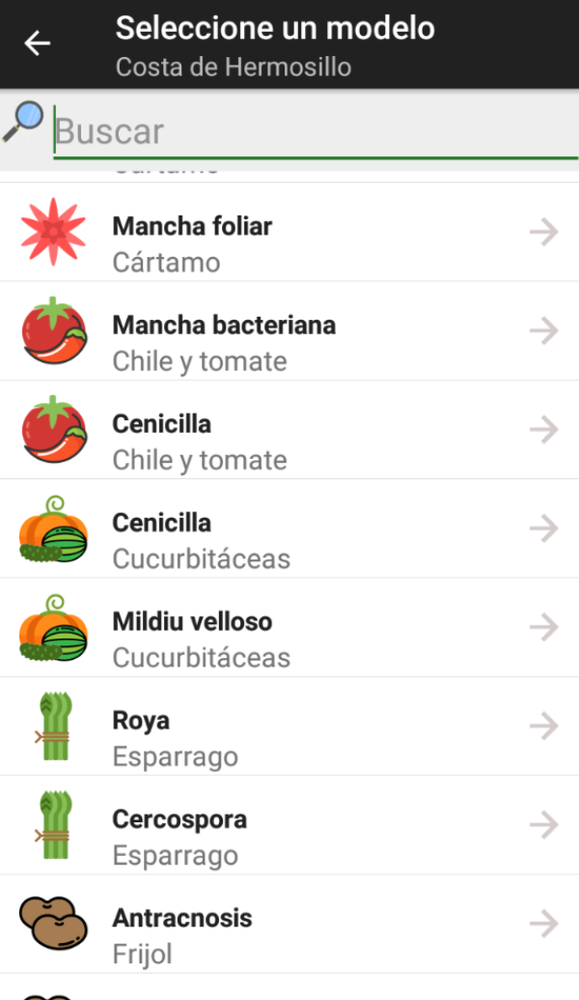 Seleccione un modelo
Costa de Hermosillo
Buscar
Mancha foliar
Cártamo
Mancha bacteriana
Chile y tomate
Cenicilla
Chile y tomate
Cenicilla
Cucurbitáceas
Mildiu velloso
Cucurbitáceas
Roya
Esparrago
Cercospora
Esparrago
Antracnosis
Frijol